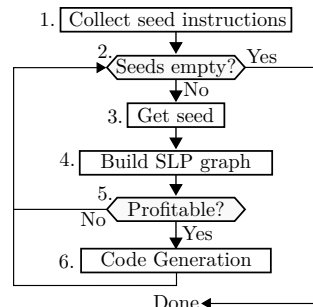 1. Collect seed instructions
2. Seeds empty? Yes
No
3. Get seed
4. Build SLP graph
5. Profitable?
No
Yes
6. Code Generation
Done